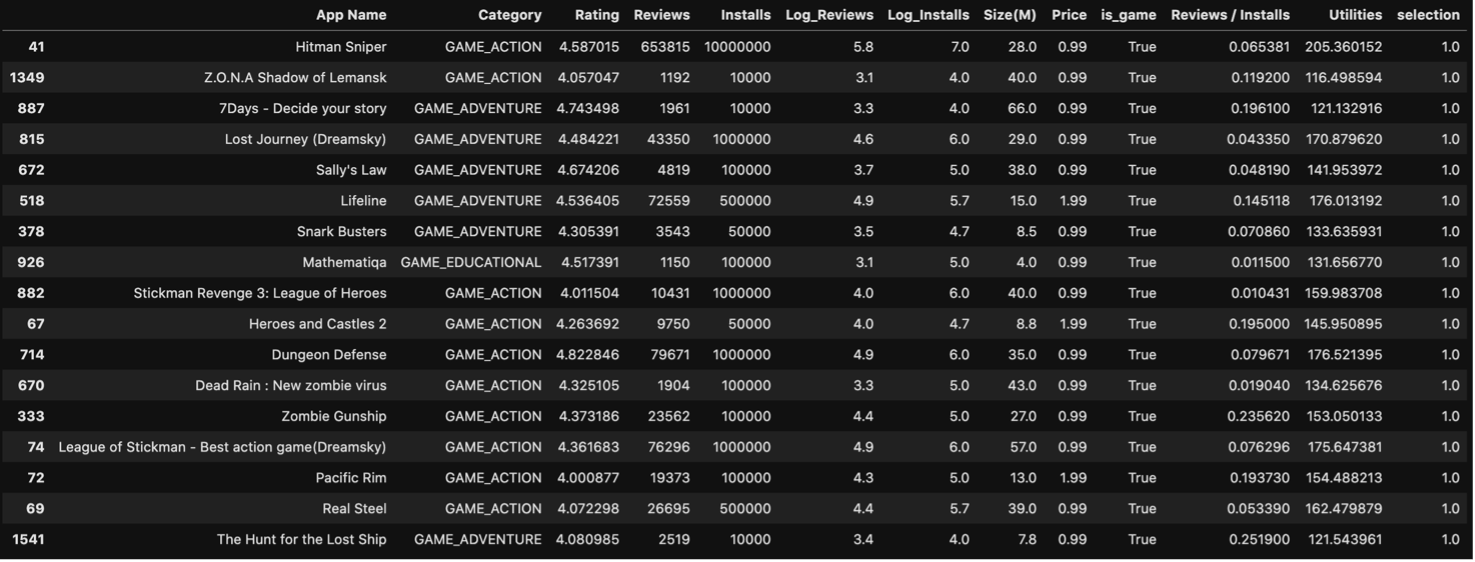 App Name Category Rating Reviews Installs Log_Reviews Log_Installs Size(M) Price is_game Reviews / Installs Utilities selection
41 Hitman Sniper GAME_ACTION 4.587015 653815 10000000 5.8 7.0 28.0 0.99 True 0.065381 205.360152 1.0
1349 Z.O.N.A Shadow of Lemansk GAME_ACTION 4.057047 1192 10000 3.1 4.0 40.0 0.99 True 0.119200 116.498594 1.0
887 7Days - Decide your story GAME_ADVENTURE 4.743498 1961 10000 3.3 4.0 66.0 0.99 True 0.196100 121.132916 1.0
815 Lost Journey (Dreamsky) GAME_ADVENTURE 4.484221 43350 1000000 4.6 6.0 29.0 0.99 True 0.043350 170.879620 1.0
672 Sally's Law GAME_ADVENTURE 4.674206 4819 100000 3.7 5.0 38.0 0.99 True 0.048190 141.953972 1.0
518 Lifeline GAME_ADVENTURE 4.536405 72559 500000 4.9 5.7 15.0 1.99 True 0.145118 176.013192 1.0
378 Snark Busters GAME_ADVENTURE 4.305391 3543 50000 3.5 4.7 8.5 0.99 True 0.070860 133.635931 1.0
926 Mathematiqa GAME_EDUCATIONAL 4.517391 1150 100000 3.1 5.0 4.0 0.99 True 0.011500 131.656770 1.0
882 Stickman Revenge 3: League of Heroes GAME_ACTION 4.011504 10431 1000000 4.0 6.0 40.0 0.99 True 0.010431 159.983708 1.0
67 Heroes and Castles 2 GAME_ACTION 4.263692 9750 50000 4.0 4.7 8.8 1.99 True 0.195000 145.950895 1.0
714 Dungeon Defense GAME_ACTION 4.822846 79671 1000000 4.9 6.0 35.0 0.99 True 0.079671 176.521395 1.0
670 Dead Rain : New zombie virus GAME_ACTION 4.325105 1904 100000 3.3 5.0 43.0 0.99 True 0.019040 134.625676 1.0
333 Zombie Gunship GAME_ACTION 4.373186 23562 100000 4.4 5.0 27.0 0.99 True 0.235620 153.050133 1.0
74 League of Stickman - Best action game(Dreamsky) GAME_ACTION 4.361683 76296 1000000 4.9 6.0 57.0 0.99 True 0.076296 175.647381 1.0
72 Pacific Rim GAME_ACTION 4.000877 19373 100000 4.3 5.0 13.0 1.99 True 0.193730 154.488213 1.0
69 Real Steel GAME_ACTION 4.072298 26695 500000 4.4 5.7 39.0 0.99 True 0.053390 162.479879 1.0
1541 The Hunt for the Lost Ship GAME_ADVENTURE 4.080985 2519 10000 3.4 4.0 7.8 0.99 True 0.251900 121.543961 1.0